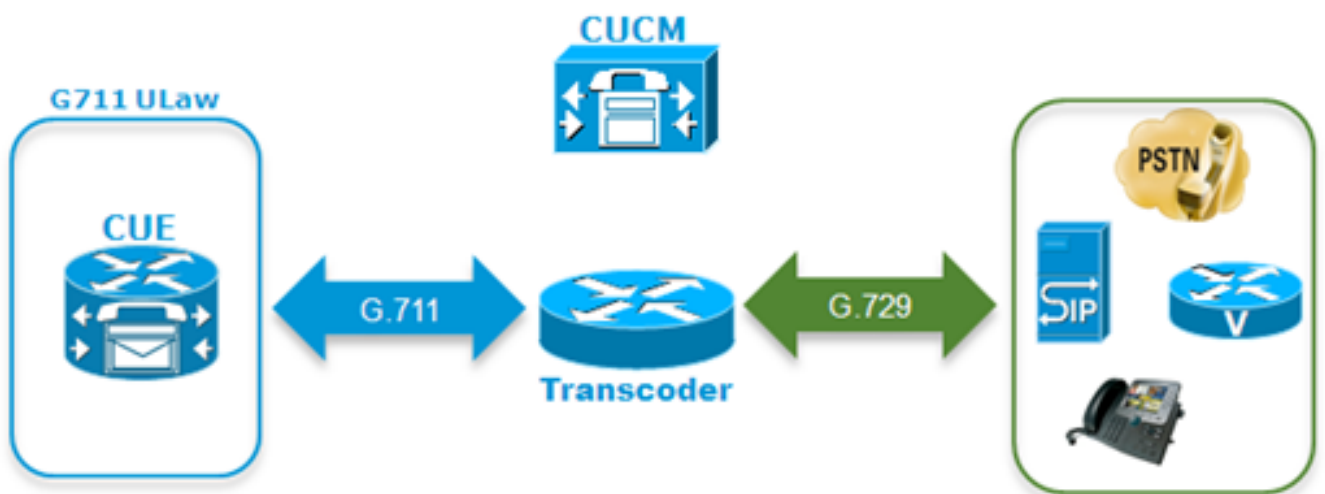 CUCM
G711 ULaw
PSTN
CUE
SIP
G.711
G.729
V
Transcoder